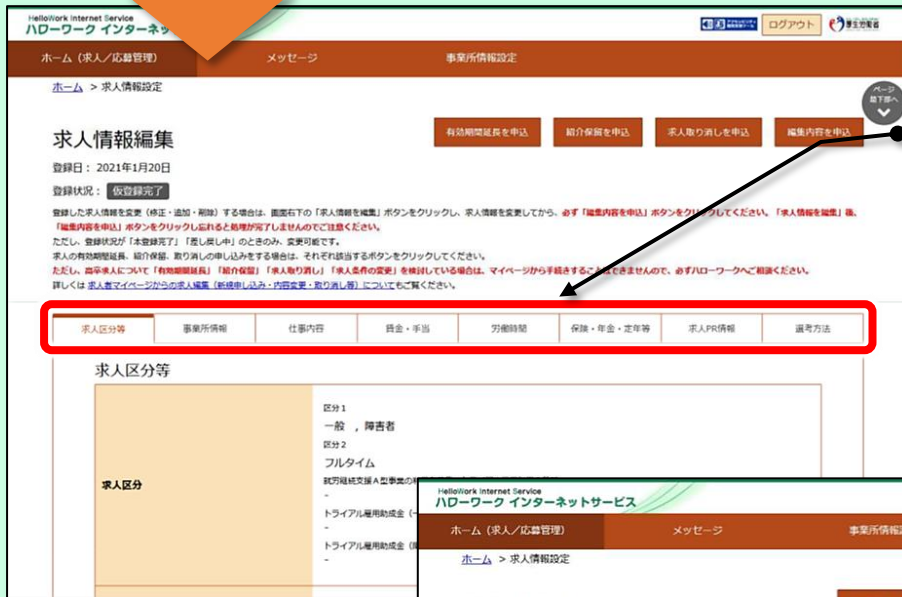 HelloWork Internet Service
ハローワーク インターネッ
ログアウト
厚生労働省
ホーム（求人／応募管理）
メッセージ
事業所情報設定
ホーム > 求人情報設定
ページ
最下部へ
求人情報編集
有効期間延長を申込
紹介保留を申込
求人取り消しを申込
編集内容を申込
登録日： 2021年1月20日
登録状況： 仮登録完了
登録した求人情報を変更（修正・追加・削除）する場合は、画面右下の「求人情報を編集」ボタンをクリックし、求人情報を変更してから、必ず「編集内容を申込」ボタンをクリックしてください。「求人情報を編集」後、
「編集内容を申込」ボタンをクリックし忘れると処理が完了しませんのでご注意ください。
ただし、登録状況が「本登録完了」「差し戻し中」のときのみ、変更可能です。
求人の有効期間延長、紹介保留、取り消しの申し込みをする場合は、それぞれ該当するボタンをクリックしてください。
ただし、高卒求人について「有効期間延長」「紹介保留」「求人取り消し」「求人条件の変更」を検討している場合は、マイページから手続きすることはできませんので、必ずハローワークへご相談ください。
詳しくは 求人者マイページからの求人編集（新規申し込み・内容変更・取り消し等）についてもご覧ください。
求人区分等
事業所情報
仕事内容
賃金・手当
労働時間
保険・年金・定年等
求人PR情報
選考方法
求人区分等
求人区分
区分1
一般 ，障害者
区分2
フルタイム
就労継続支援A型事業の
-
トライアル雇用助成金（
-
トライアル雇用助成金（
-
HelloWork Internet Service
ハローワーク インターネットサービス
ホーム（求人／応募管理）
メッセージ
事業所情報
ホーム > 求人情報設定